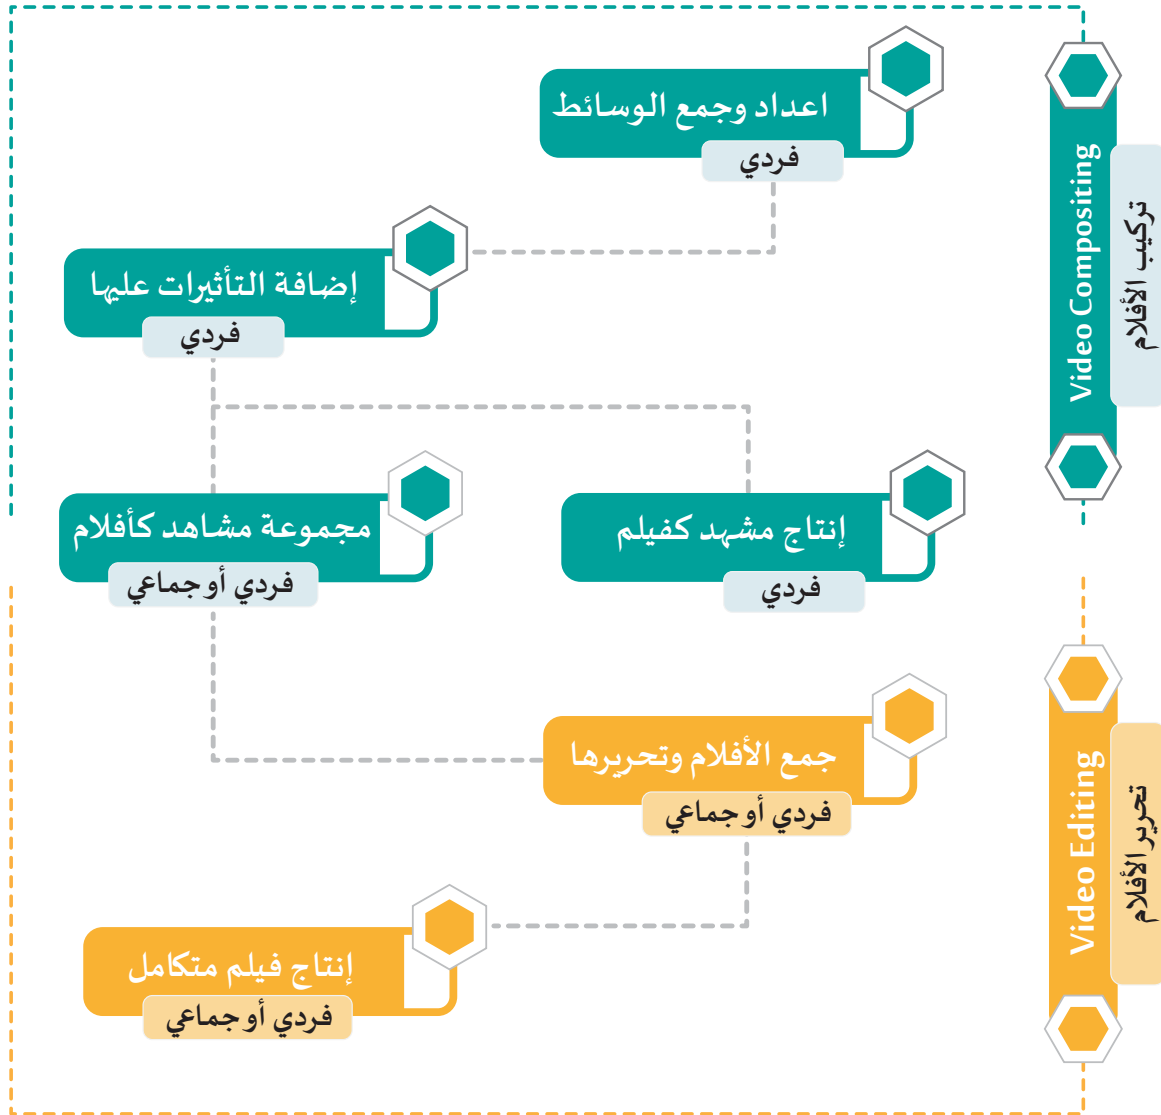 Video Compositing
تركيب الأفلام
اعداد وجمع الوسائط
فردي
إضافة التأثيرات عليها
فردي
إنتاج مشهد كفيلم
فردي
مجموعة مشاهد كأفلام
فردي أو جماعي
Video Editing
تحرير الأفلام
جمع الأفلام وتحريرها
فردي أو جماعي
إنتاج فيلم متكامل
فردي أو جماعي